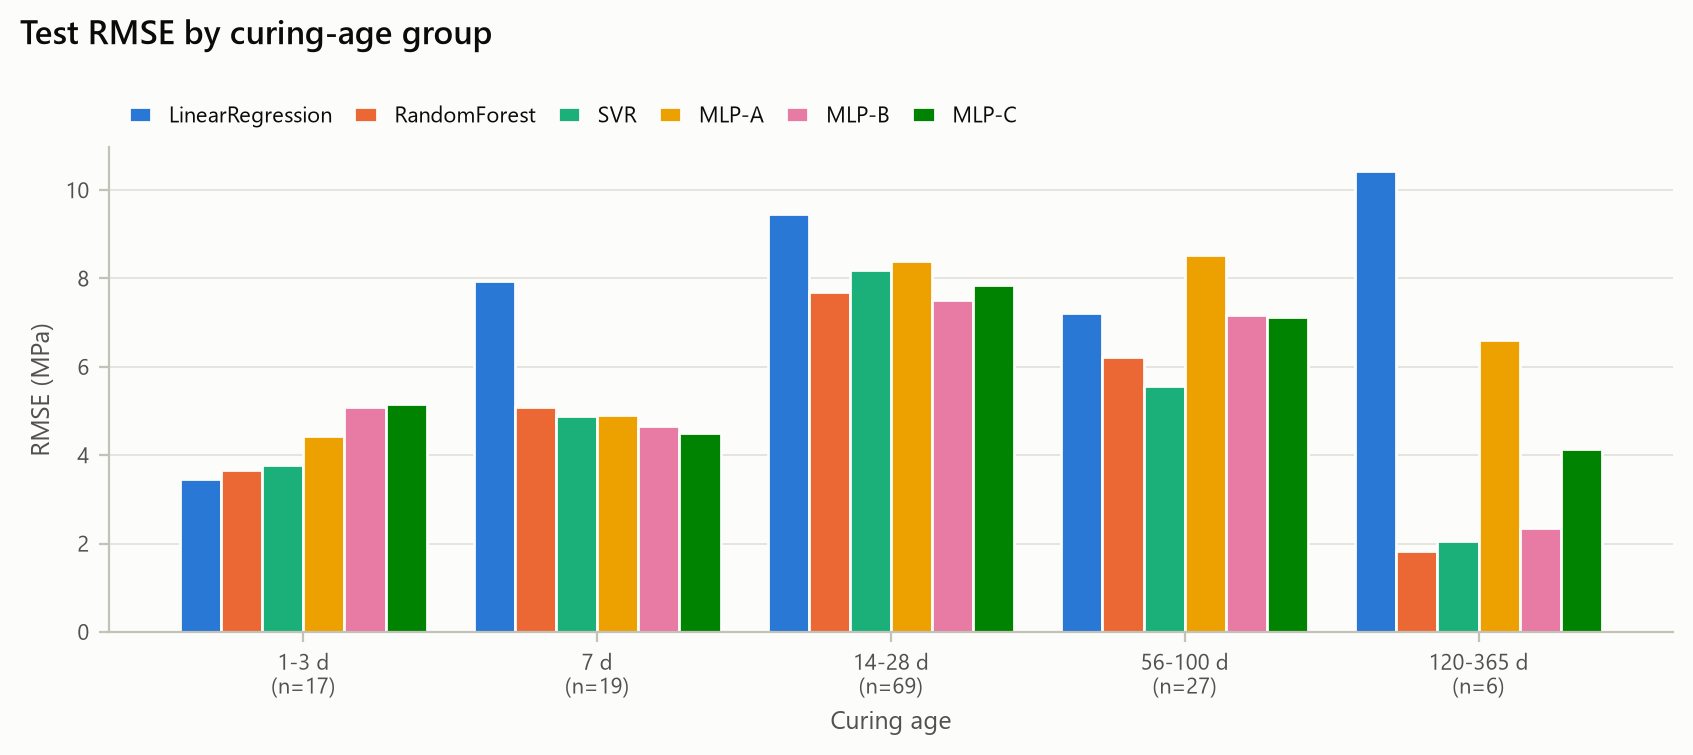 Test RMSE by curing-age group
LinearRegression RandomForest SVR MLP-A MLP-B MLP-C
RMSE (MPa)
10
8
6
4
2
0
1-3 d 7 d 14-28 d 56-100 d 120-365 d
(n=17) (n=19) (n=69) (n=27) (n=6)
Curing age